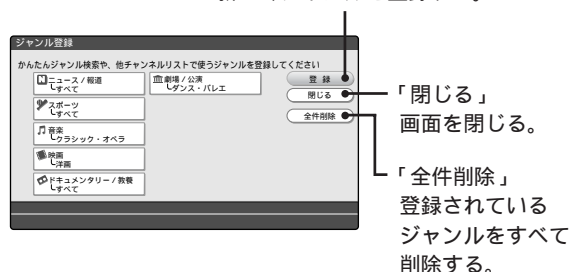 ジャンル登録
かんたんジャンル検索や、他チャンネルリストで使うジャンルを登録してください
ニュース / 報道
└すべて
劇場 / 公演
└ダンス・バレエ
スポーツ
└すべて
音楽
└クラシック・オペラ
映画
└洋画
ドキュメンタリー / 教養
└すべて
登 録
閉じる
全件削除
「閉じる」
画面を閉じる。
「全件削除」
登録されている
ジャンルをすべて
削除する。